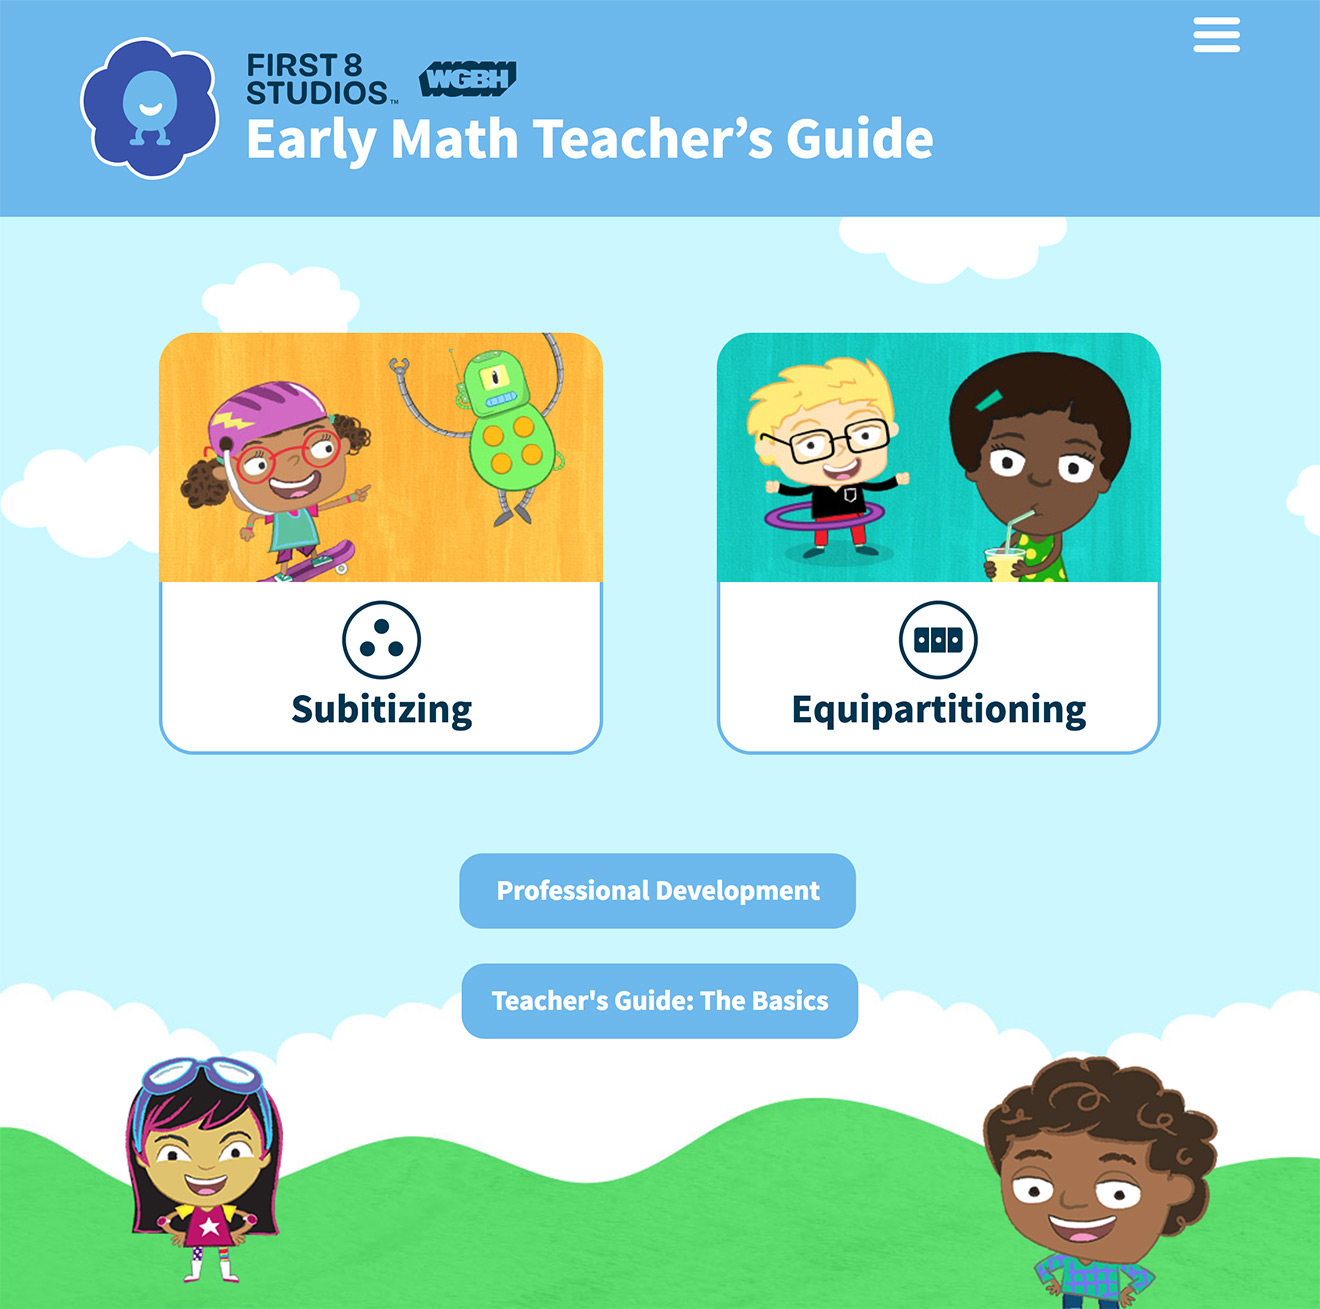 FIRST 8
STUDIOS™
WGBH
Early Math Teacher’s Guide
Subitizing
Equipartitioning
Professional Development
Teacher's Guide: The Basics